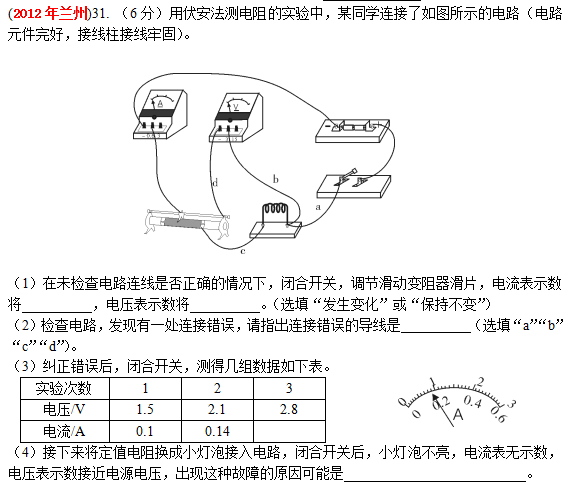 (2012年兰州)31. （6分）用伏安法测电阻的实验中，某同学连接了如图所示的电路（电路
元件完好，接线柱接线牢固）。
A
V
d
b
a
c
（1）在未检查电路连线是否正确的情况下，闭合开关，调节滑动变阻器滑片，电流表示数
将__________，电压表示数将__________。（选填“发生变化”或“保持不变”）
（2）检查电路，发现有一处连接错误，请指出连接错误的导线是__________（选填“a”“b”
“c”“d”）。
（3）纠正错误后，闭合开关，测得几组数据如下表。
实验次数 1 2 3
电压/V 1.5 2.1 2.8
电流/A 0.1 0.14
0 1 2 3
0 0.2 0.4 0.6
A
（4）接下来将定值电阻换成小灯泡接入电路，闭合开关后，小灯泡不亮，电流表无示数，
电压表示数接近电源电压，出现这种故障的原因可能是__________________________。